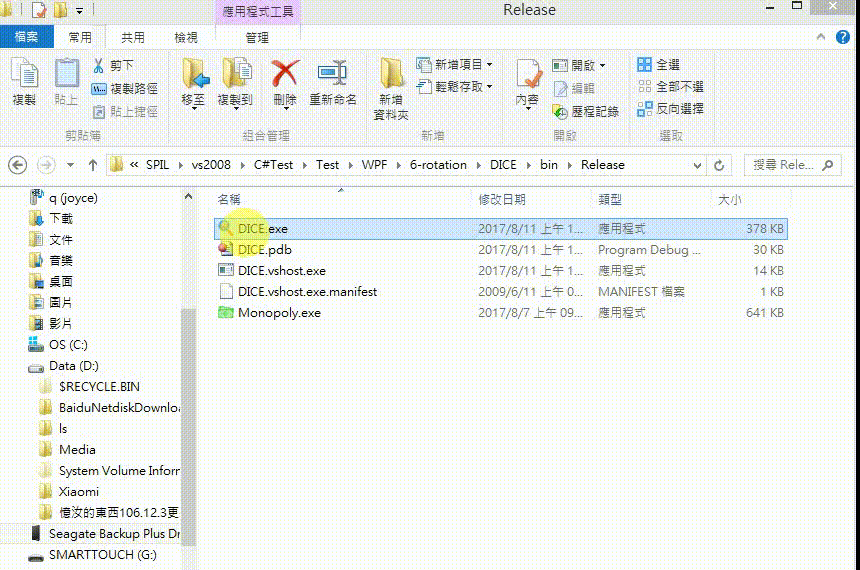 應用程式工具 Release
檔案 常用 共用 檢視 管理
複製 貼上 剪下 複製路徑 貼上捷徑
移至 複製到 刪除 重新命名
新增資料夾 新增項目 輕鬆存取
內容 開啟 編輯 歷程記錄
全選 全部不選 反向選擇
剪貼簿 組合管理 新增 開啟 選取
« SPIL vs2008 C#Test Test WPF 6-rotation DICE bin Release 搜尋 Rele...
q (joyce)
下載
文件
音樂
桌面
圖片
影片
OS (C:)
Data (D:)
$RECYCLE.BIN
BaiduNetdiskDownloa
ls
Media
System Volume Inforr
Xiaomi
憶汝的東西106.12.3更
Seagate Backup Plus Dr
SMARTTOUCH (G:)
名稱 修改日期 類型 大小
DICE.exe 2017/8/11 上午 1... 應用程式 378 KB
DICE.pdb 2017/8/11 上午 1... Program Debug ... 30 KB
DICE.vshost.exe 2017/8/11 上午 1... 應用程式 14 KB
DICE.vshost.exe.manifest 2009/6/11 上午 0... MANIFEST 檔案 1 KB
Monopoly.exe 2017/8/7 上午 09... 應用程式 641 KB